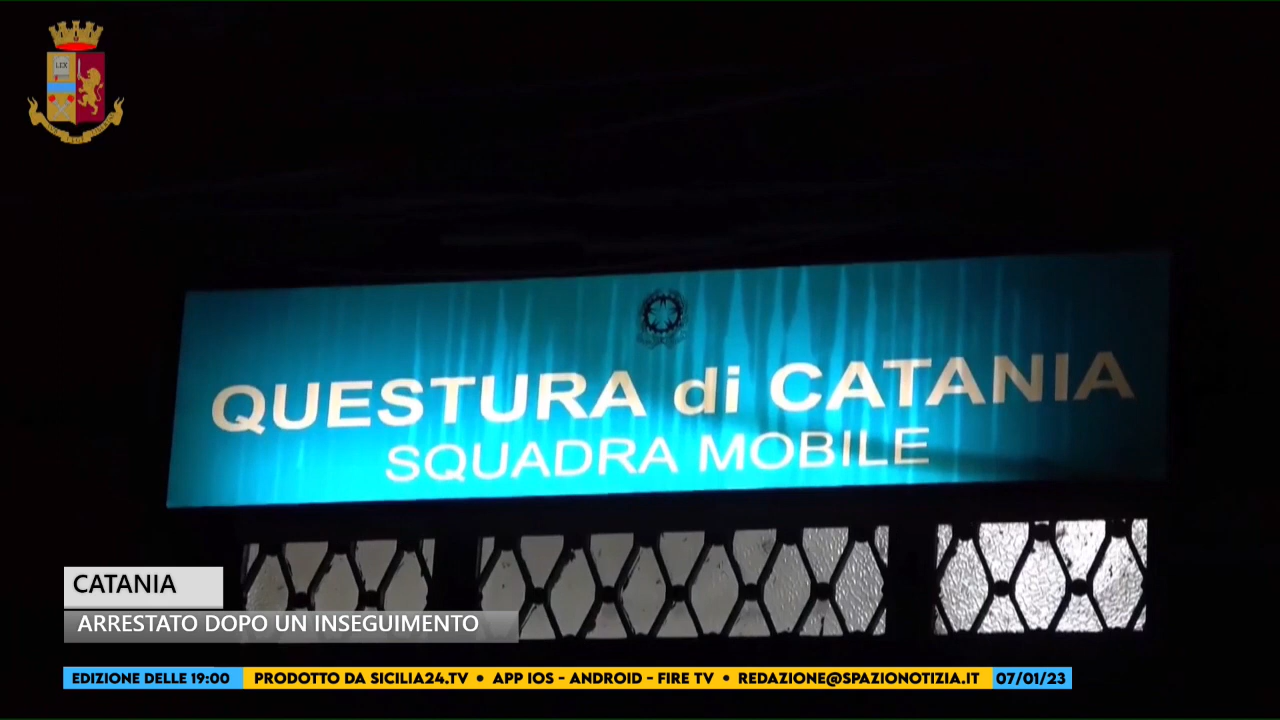 LEX
QUESTURA di CATANIA
SQUADRA MOBILE
CATANIA
ARRESTATO DOPO UN INSEGUIMENTO
EDIZIONE DELLE 19:00 PRODOTTO DA SICILIA24.TV • APP IOS - ANDROID - FIRE TV • REDAZIONE@SPAZIONOTIZIA.IT 07/01/23